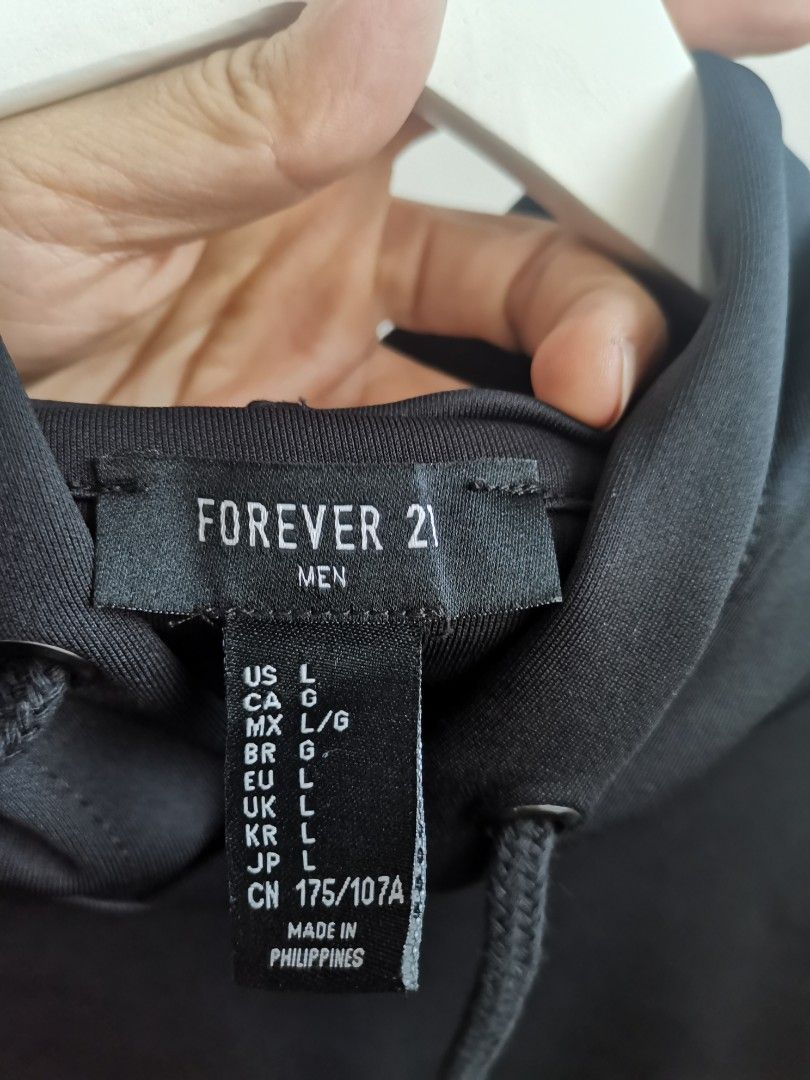 FOREVER 21
MEN
US L
CA G
MX L/G
BR G
EU L
UK L
KR L
JP L
CN 175/107A
MADE IN
PHILIPPINES